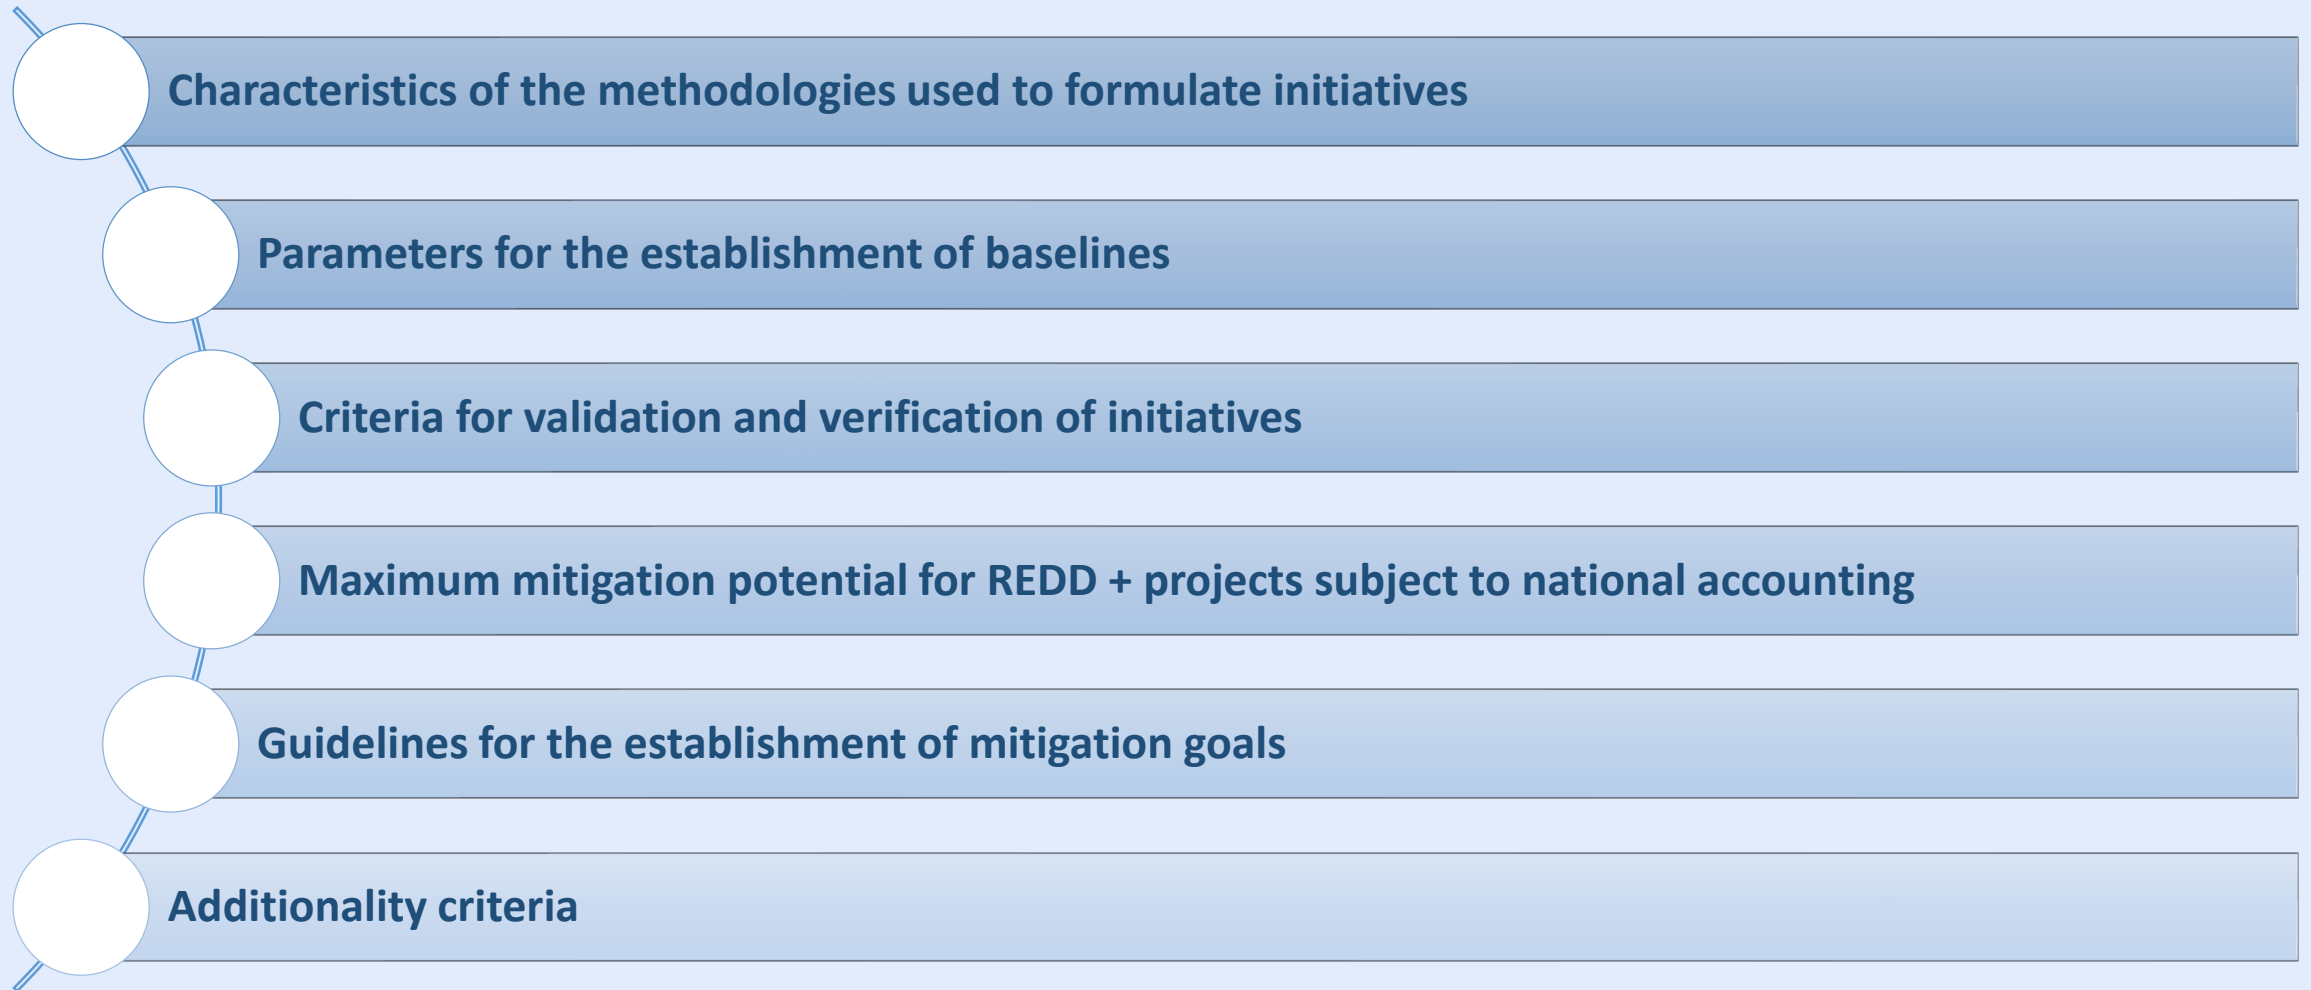 Characteristics of the methodologies used to formulate initiatives
Parameters for the establishment of baselines
Criteria for validation and verification of initiatives
Maximum mitigation potential for REDD + projects subject to national accounting
Guidelines for the establishment of mitigation goals
Additionality criteria